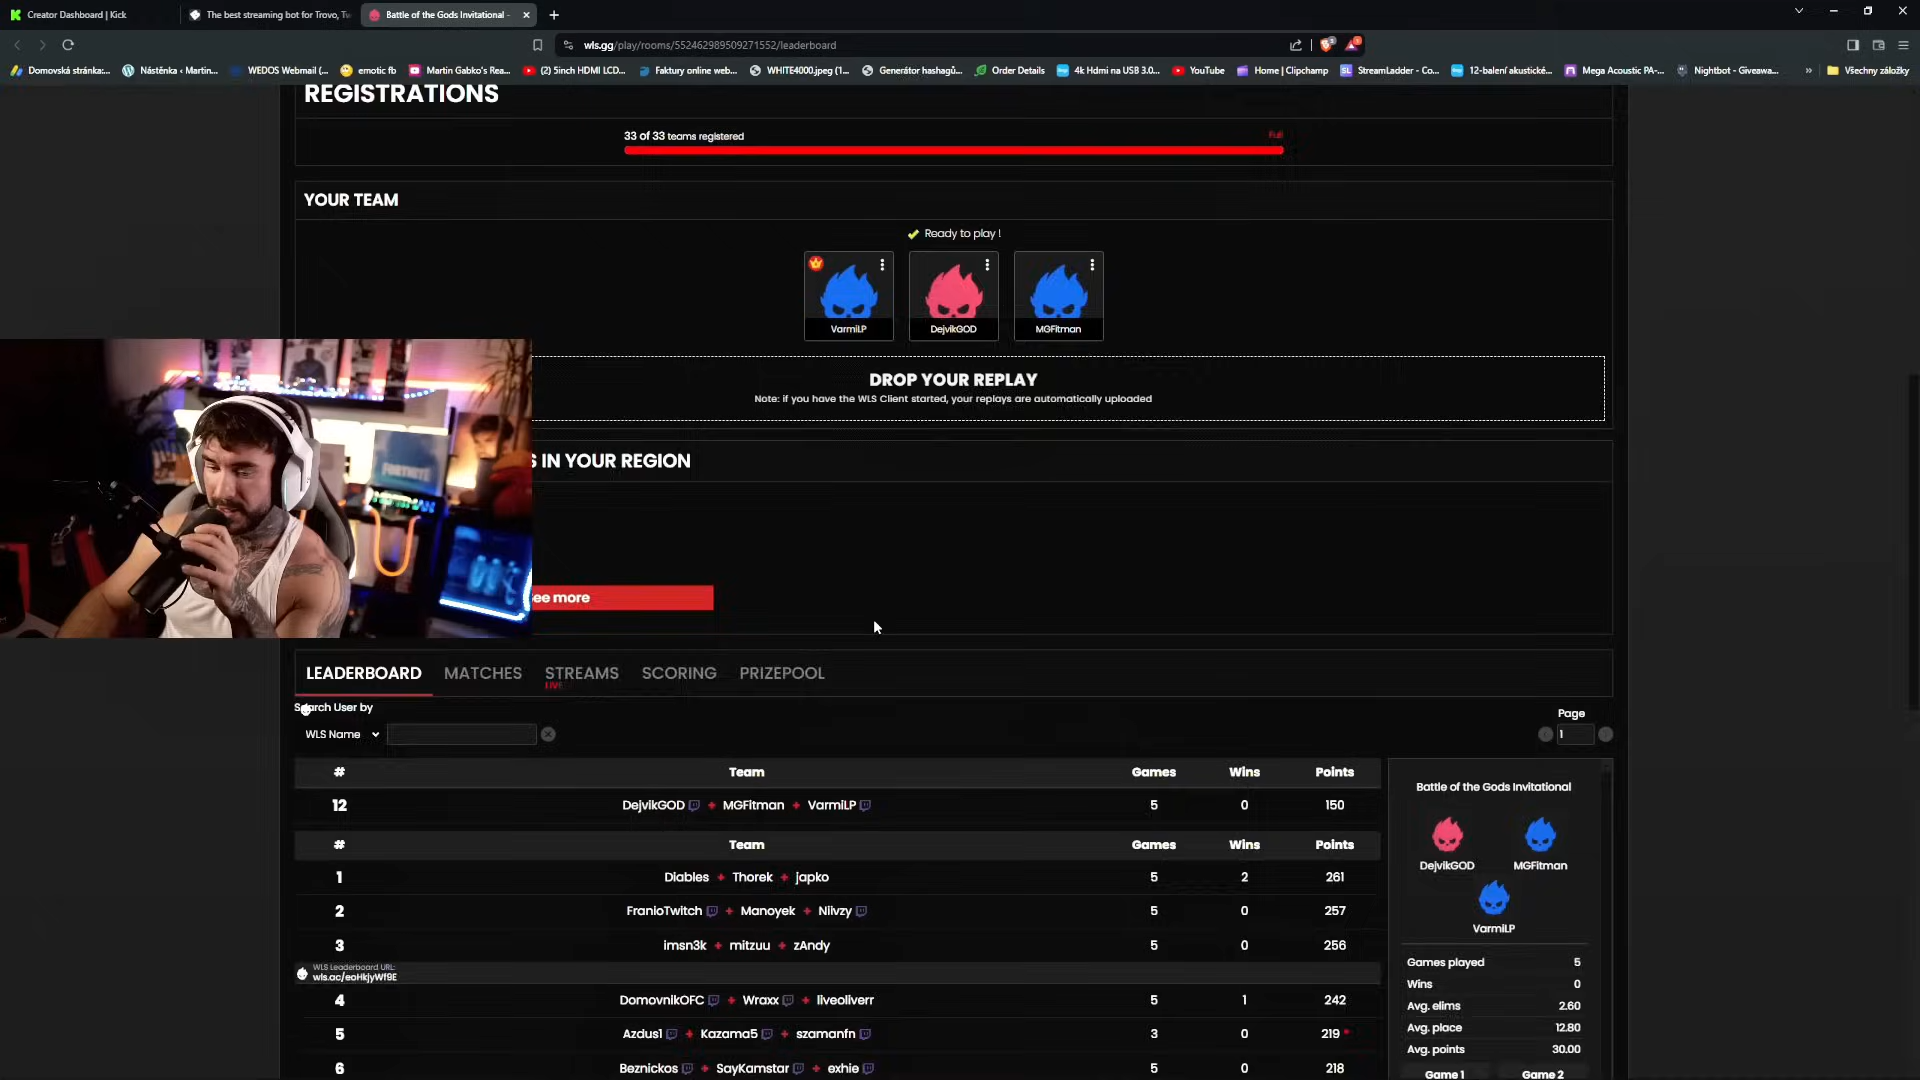 Creator Dashboard | Kick
The best streaming bot for Trovo, Tw
Battle of the Gods Invitational -
wls.gg/play/rooms/552462989509271552/leaderboard
Domovská stránka:...
Nástěnka ‹ Martin...
WEDOS Webmail (...
emotic fb
Martin Gabko's Rea...
(2) 5inch HDMI LCD...
Faktury online web...
WHITE4000.jpeg (1...
Generátor hashagů...
Order Details
4k Hdmi na USB 3.0...
YouTube
Home | Clipchamp
StreamLadder - Co...
12-balení akustické...
Mega Acoustic PA-...
Nightbot - Giveawa...
»
Všechny záložky
REGISTRATIONS
33 of 33 teams registered
Full
YOUR TEAM
Ready to play !
VarmiLP
DejvikGOD
MGFitman
DROP YOUR REPLAY
Note: if you have the WLS Client started, your replays are automatically uploaded
S IN YOUR REGION
FORTNITE
ee more
LEADERBOARD
MATCHES
STREAMS
LIVE
SCORING
PRIZEPOOL
Search User by
Page
WLS Name
1
# Team Games Wins Points
12 DejvikGOD + MGFitman + VarmiLP 5 0 150
# Team Games Wins Points
1 Diables + Thorek + japko 5 2 261
2 FranioTwitch + Manoyek + Niivzy 5 0 257
3 imsn3k + mitzuu + zAndy 5 0 256
WLS Leaderboard URL:
wls.ac/eoHkjyWf9E
4 DomovnikOFC + Wraxx + liveoliverr 5 1 242
5 Azdus1 + Kazama5 + szamanfn 3 0 219 *
6 Beznickos + SayKamstar + exhie 5 0 218
Battle of the Gods Invitational
DejvikGOD
MGFitman
VarmiLP
Games played 5
Wins 0
Avg. elims 2.60
Avg. place 12.80
Avg. points 30.00
Game 1 Game 2